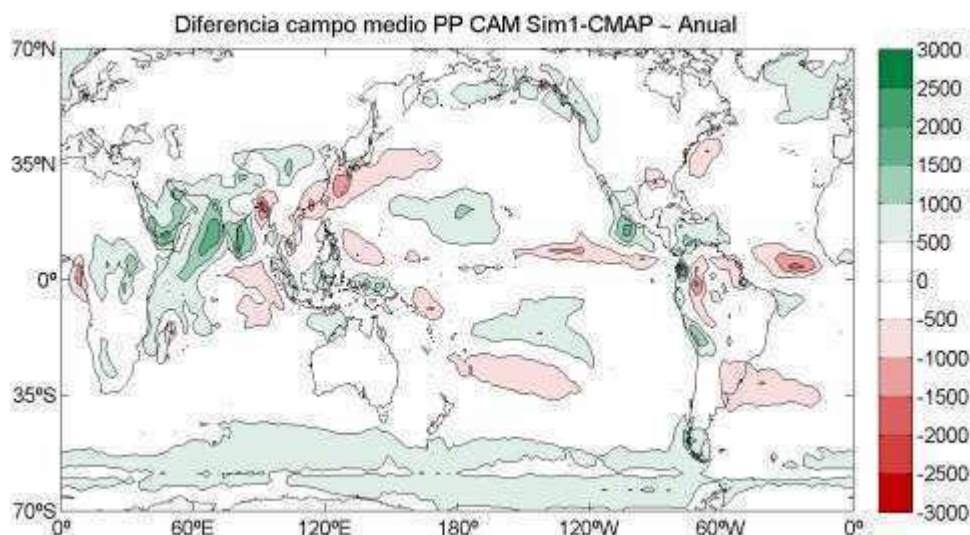 Diferencia campo medio PP CAM Sim1-CMAP ~ Anual
70ºN
35ºN
0º
35ºS
70ºS
0º
60ºE
120ºE
180º
120ºW
60ºW
0º
3000
2500
2000
1500
1000
500
0
-500
-1000
-1500
-2000
-2500
-3000